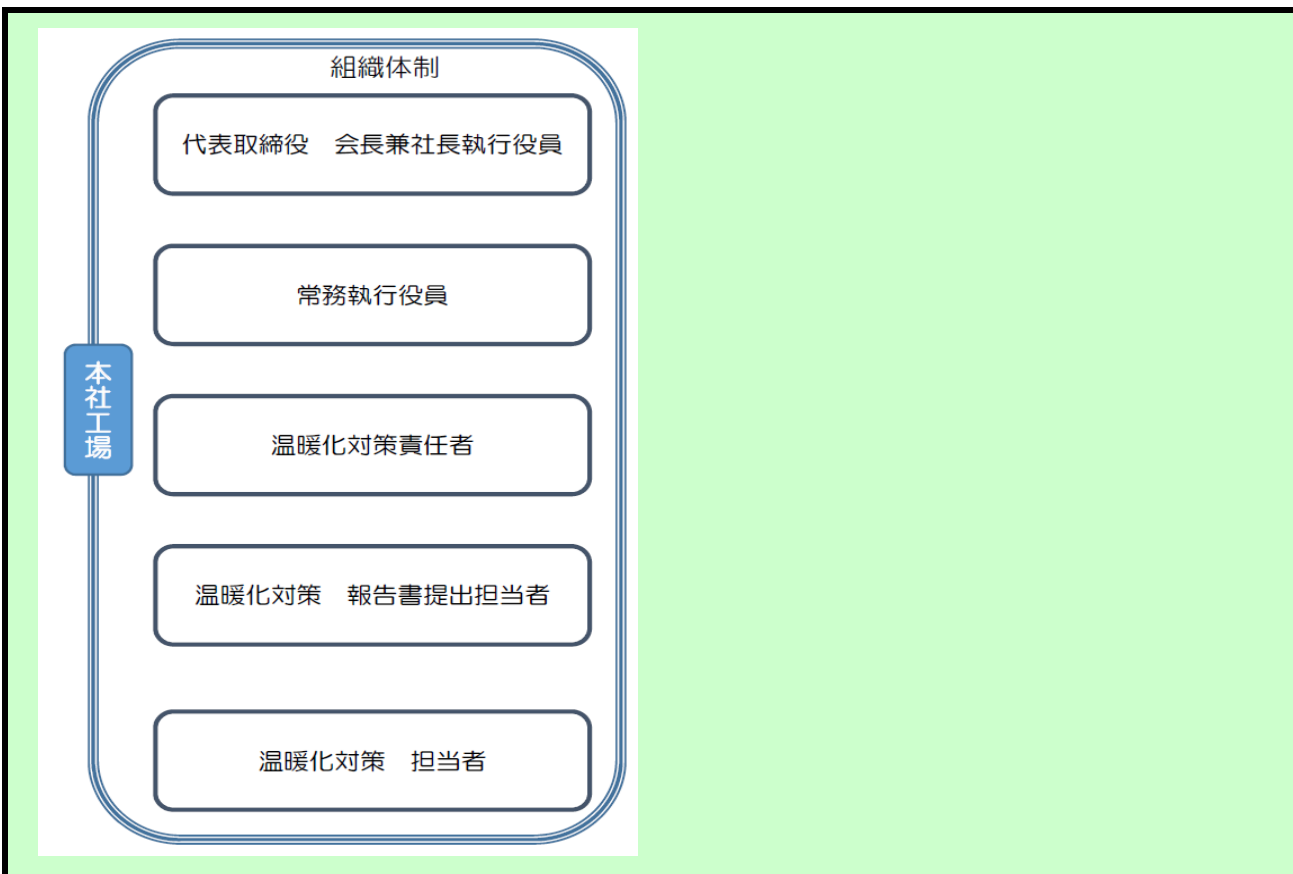 組織体制
代表取締役　会長兼社長執行役員
常務執行役員
本社工場
温暖化対策責任者
温暖化対策　報告書提出担当者
温暖化対策　担当者